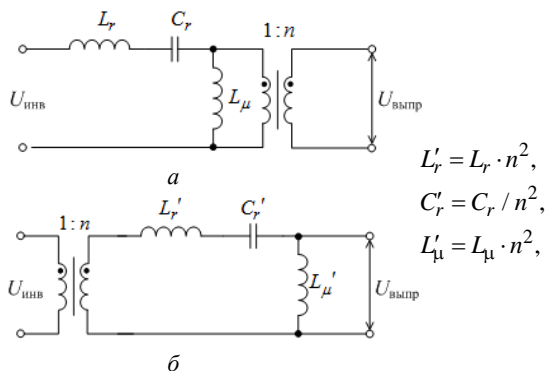 L_r C_r
1:n
U_инв
L_μ
U_выпр
а
L'_r = L_r · n²,
C'_r = C_r / n²,
L'_μ = L_μ · n²,
1:n
L_r' C_r'
U_инв
L_μ'
U_выпр
б